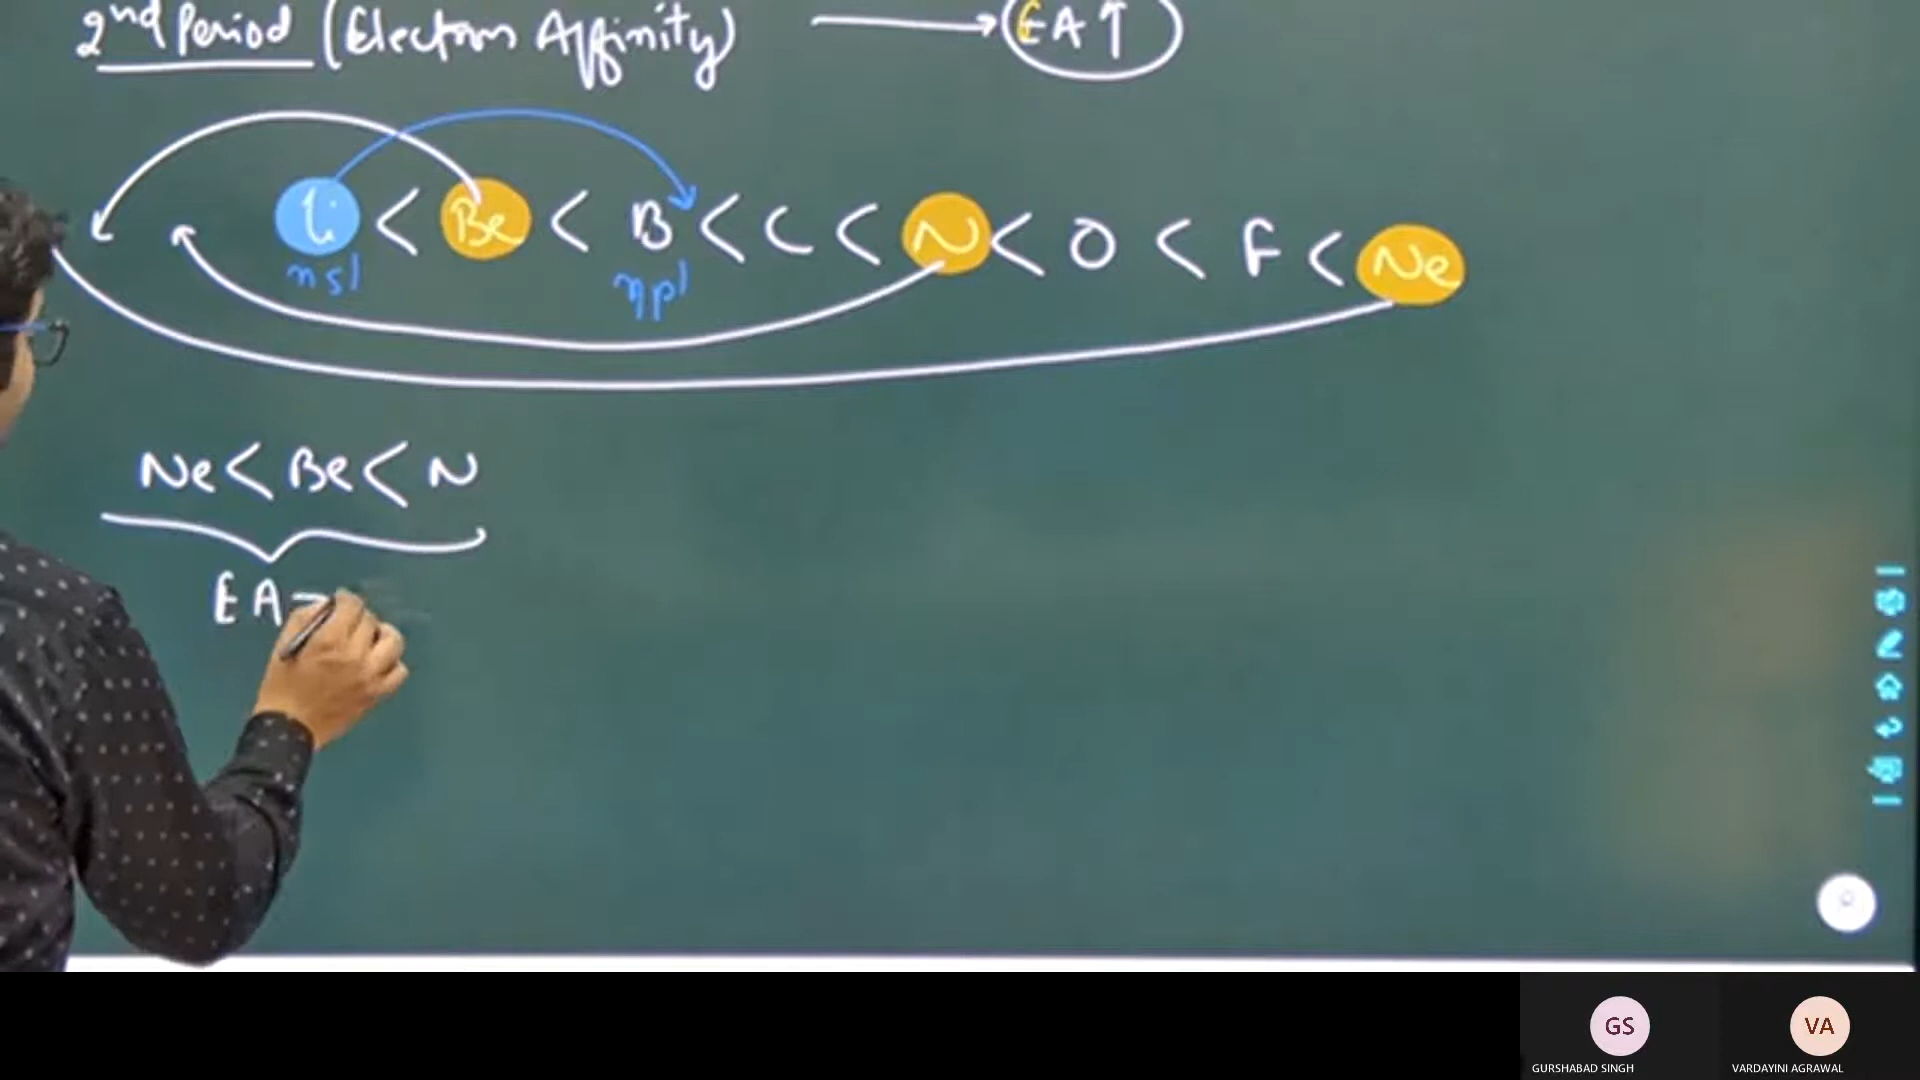 2nd Period (Electron Affinity) → EA↑
Li < Be < B < C < N < O < F < Ne
ns1 np1
Ne < Be < N
EA =
GS VA
GURSHABAD SINGH VARDAYINI AGRAWAL